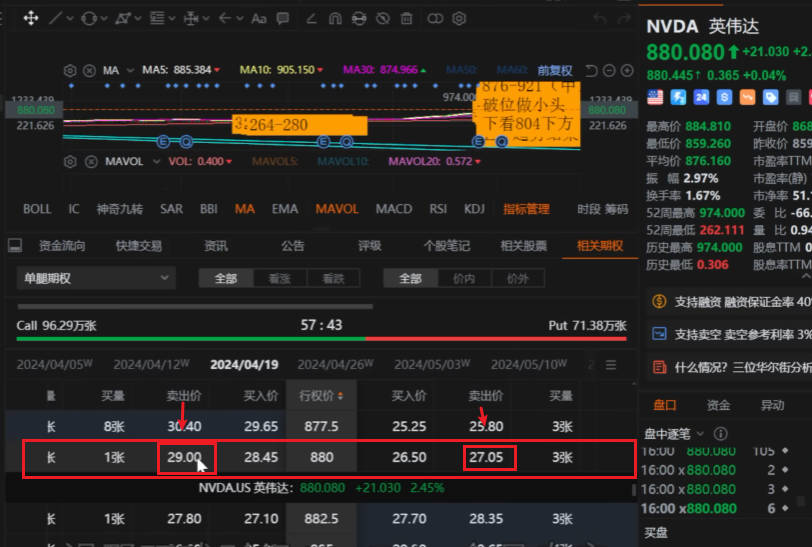 Aa
NVDA 英伟达
880.080 +21.030 +2.
880.445↑ 0.365 +0.04%
24
MA MA5: 885.384 MA10: 905.150 MA30: 874.966 MA50: MA60: 前复权
1233.439
880.080
221.626
974.00
876-921（中
破位做小头
下看804下方
264-280
1233.439
880.080
221.626
E Q E Q E Q
MAVOL VOL: 0.400 MAVOL5: MAVOL10: MAVOL20: 0.572
最高价 884.810 开盘价 868
最低价 859.260 昨收价 859
平均价 876.160 市盈率TTM
振 幅 2.97% 市盈率(静)
换手率 1.67% 市净率 51.
52周最高 974.000 委 比 -66.
52周最低 262.111 量 比 0.94
历史最高 974.000 股息TTM 0
历史最低 0.306 股息率TTM
BOLL IC 神奇九转 SAR BBI MA EMA MAVOL MACD RSI KDJ 指标管理 时段 筹码
资金流向 快捷交易 资讯 公告 评级 个股笔记 相关股票 相关期权
单腿期权 全部 看涨 看跌 全部 价内 价外
支持融资 融资保证金率 40
支持卖空 卖空参考利率 3%
什么情况？三位华尔街分析
Call 96.29万张 57 : 43 Put 71.38万张
2024/04/05W 2024/04/12W 2024/04/19 2024/04/26W 2024/05/03W 2024/05/10W 2
量 买量 卖出价 买入价 行权价 买入价 卖出价 买量
长 8张 30.40 29.65 877.5 25.25 25.80 3张
长 1张 29.00 28.45 880 26.50 27.05 3张
NVDA.US 英伟达: 880.080 +21.030 2.45%
长 1张 27.80 27.10 882.5 27.70 28.35 3张
盘口 资金 异动
盘中逐笔
16:00 880.080 105
16:00 x880.080 2
16:00 x880.080 3
16:00 x880.080 6
买盘